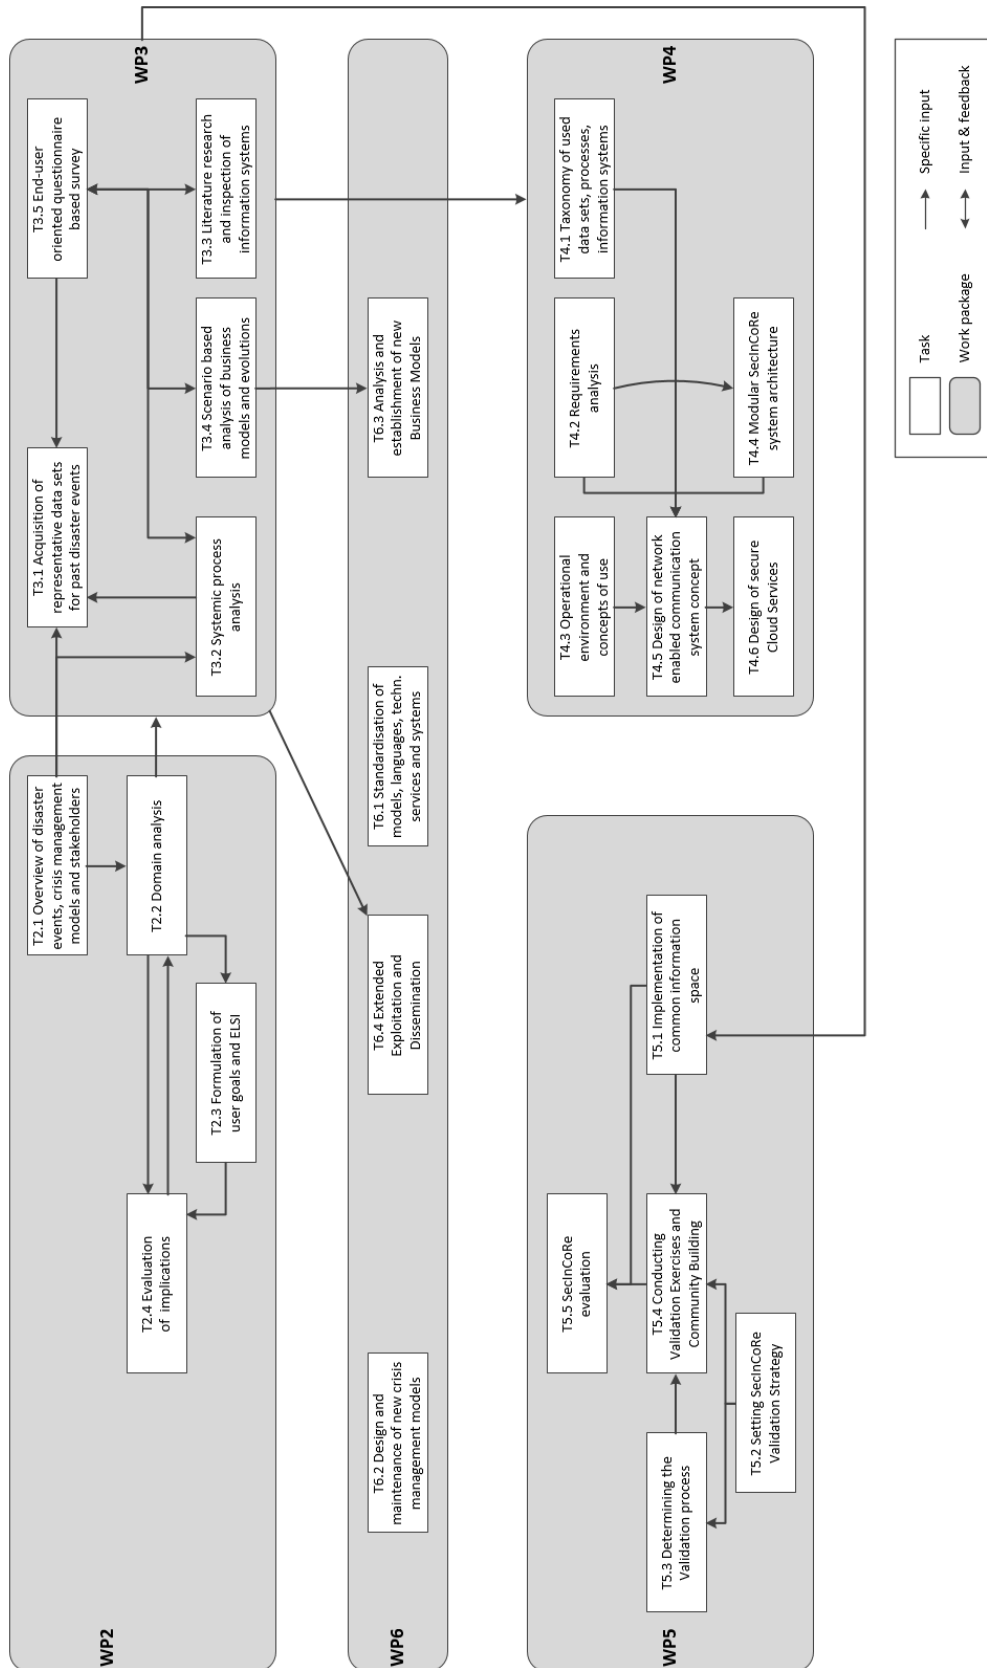 WP2
T2.1 Overview of disaster
events, crisis management
models and stakeholders
T2.2 Domain analysis
T2.3 Formulation of
user goals and ELSI
T2.4 Evaluation
of implications
WP3
T3.1 Acquisition of
representative data sets
for past disaster events
T3.5 End-user
oriented questionnaire
based survey
T3.2 Systemic process
analysis
T3.4 Scenario based
analysis of business
models and evolutions
T3.3 Literature research
and inspection of
information systems
WP6
T6.2 Design and
maintenance of new crisis
management models
T6.4 Extended
Exploitation and
Dissemination
T6.1 Standardisation of
models, languages, techn.
services and systems
T6.3 Analysis and
establishment of new
Business Models
WP5
T5.5 SecInCoRe
evaluation
T5.3 Determining the
Validation process
T5.4 Conducting
Validation Exercises and
Community Building
T5.1 Implementation of
common information
space
T5.2 Setting SecInCoRe
Validation Strategy
WP4
T4.3 Operational
environment and
concepts of use
T4.2 Requirements
analysis
T4.1 Taxonomy of used
data sets, processes,
information systems
T4.5 Design of network
enabled communication
system concept
T4.6 Design of secure
Cloud Services
T4.4 Modular SecInCoRe
system architecture
Task
Specific input
Work package
Input & feedback